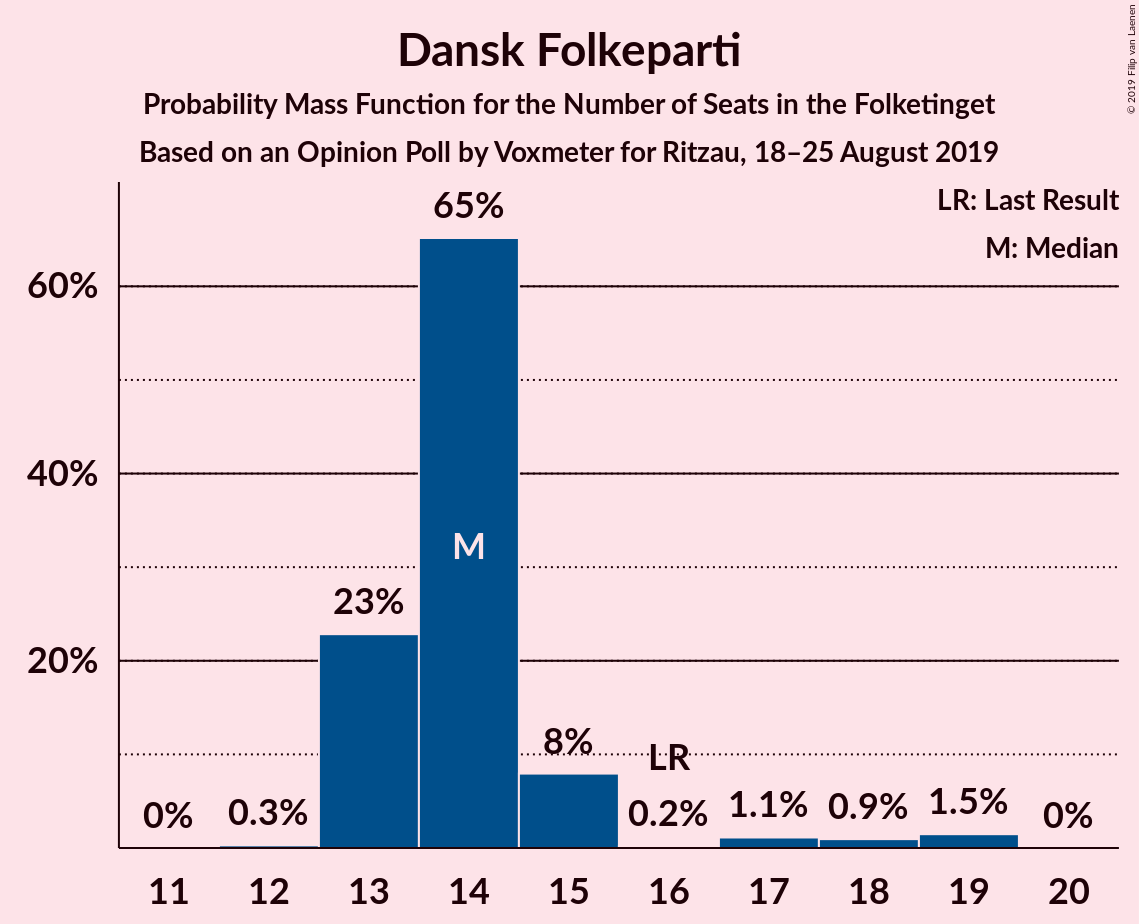 Dansk Folkeparti
Probability Mass Function for the Number of Seats in the Folketinget
Based on an Opinion Poll by Voxmeter for Ritzau, 18–25 August 2019
© 2019 Filip van Laenen
LR: Last Result
M: Median
60%
40%
20%
0%
0.3%
23%
65%
M
8%
LR
0.2%
1.1%
0.9%
1.5%
0%
11 12 13 14 15 16 17 18 19 20